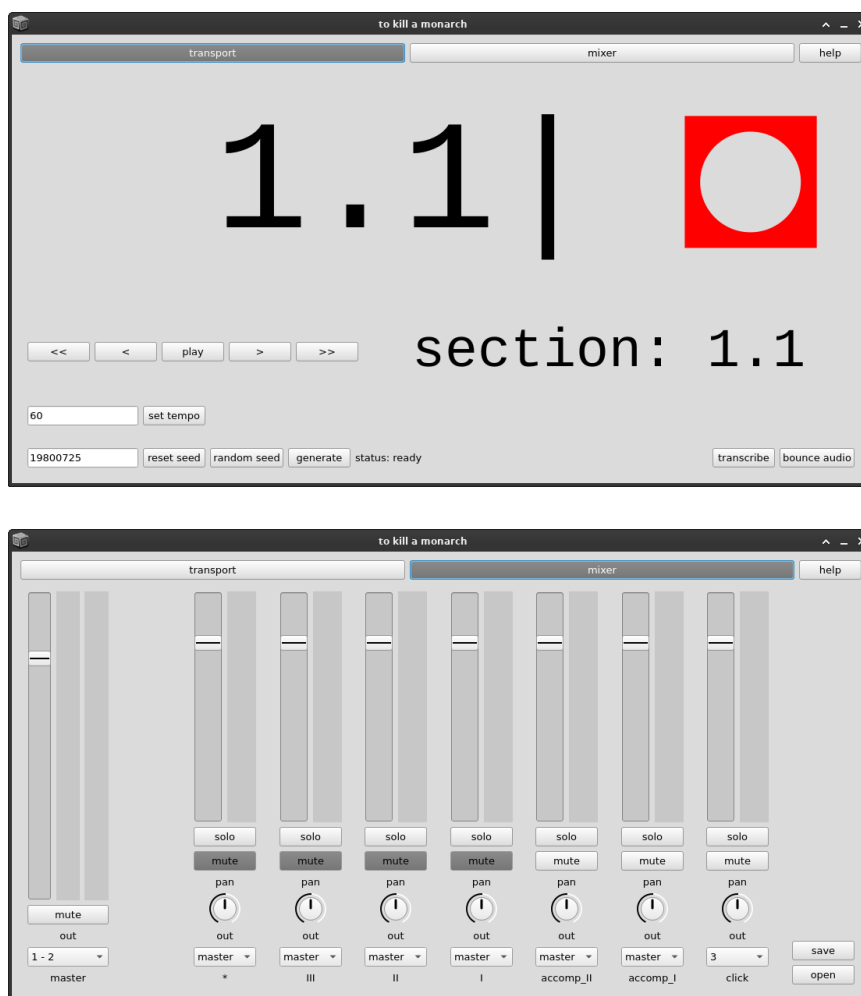 to kill a monarch
transport mixer help
1.1|
section: 1.1
<< < play > >>
60 set tempo
19800725 reset seed random seed generate status: ready transcribe bounce audio
to kill a monarch
transport mixer help
solo solo solo solo solo solo solo
mute mute mute mute mute mute mute
pan pan pan pan pan pan pan
mute
out out out out out out out out
1 - 2 master master master master master master 3 save
master * III II I accomp_II accomp_I click open